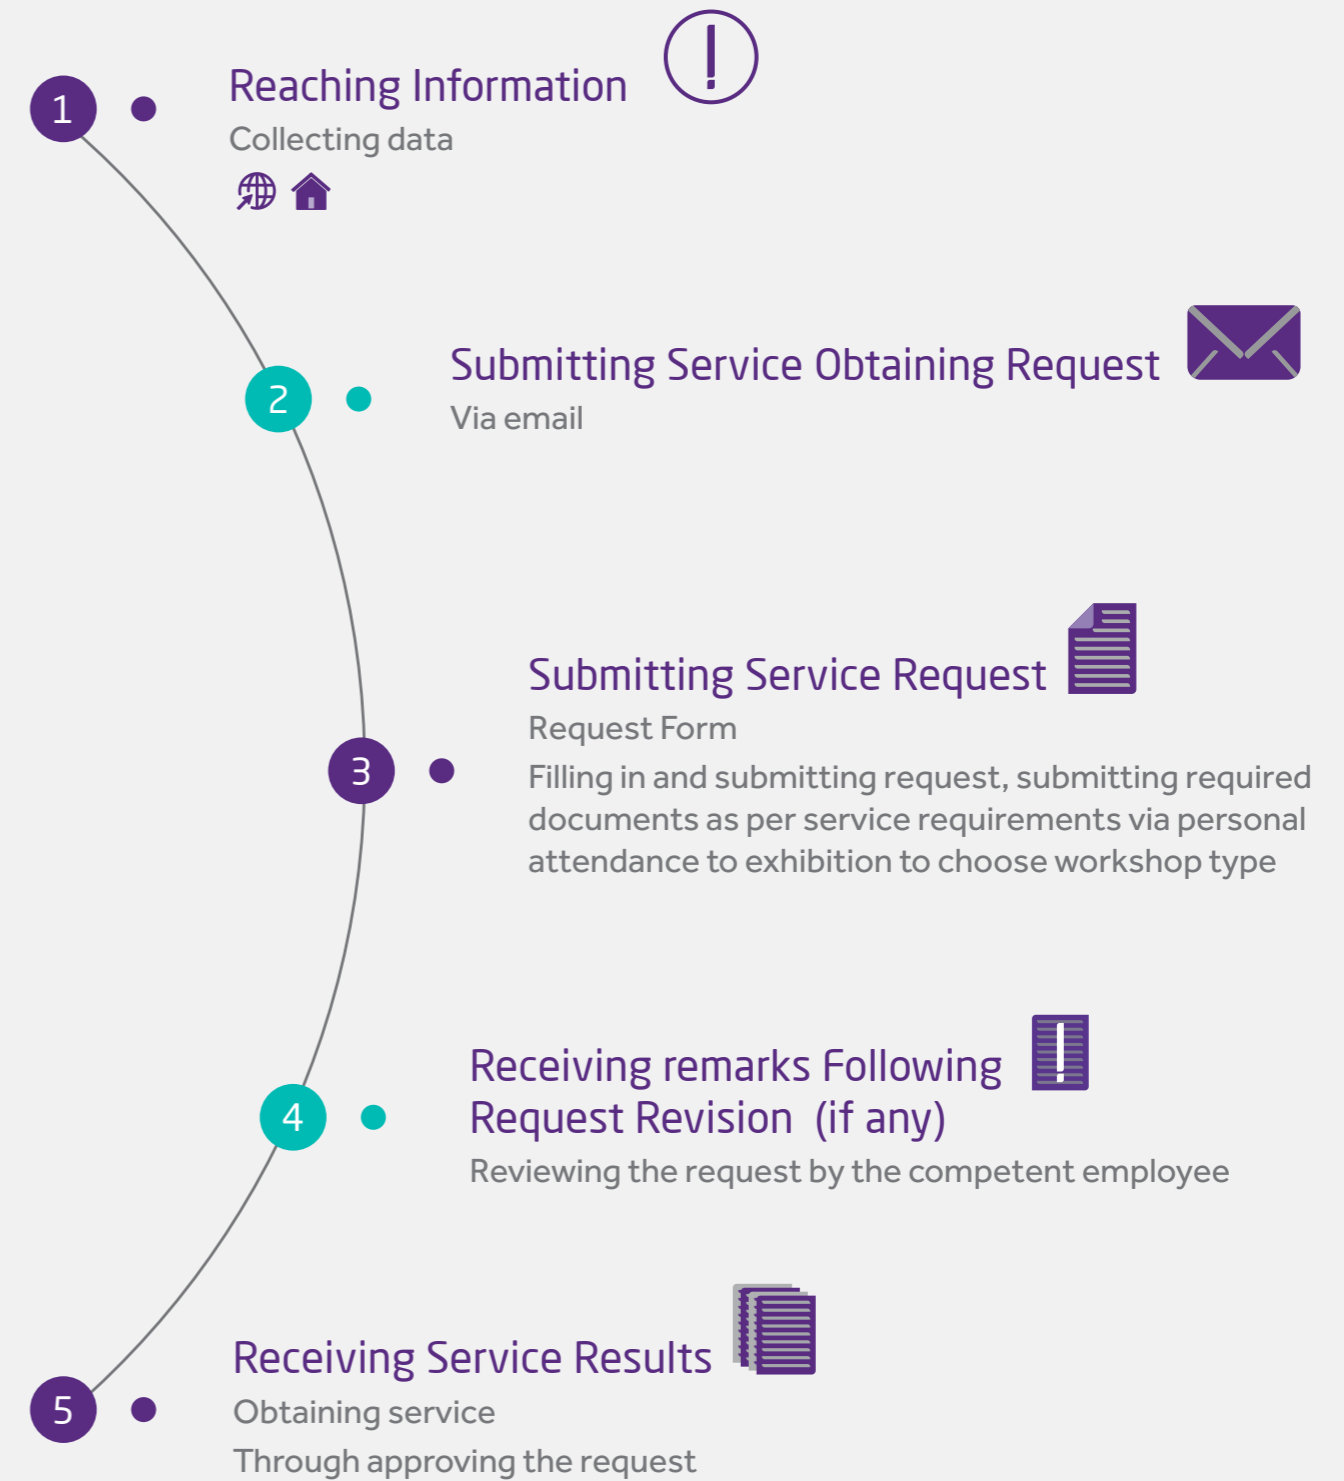 1
Reaching Information
Collecting data
2
Submitting Service Obtaining Request
Via email
3
Submitting Service Request
Request Form
Filling in and submitting request, submitting required
documents as per service requirements via personal
attendance to exhibition to choose workshop type
4
Receiving remarks Following
Request Revision (if any)
Reviewing the request by the competent employee
5
Receiving Service Results
Obtaining service
Through approving the request